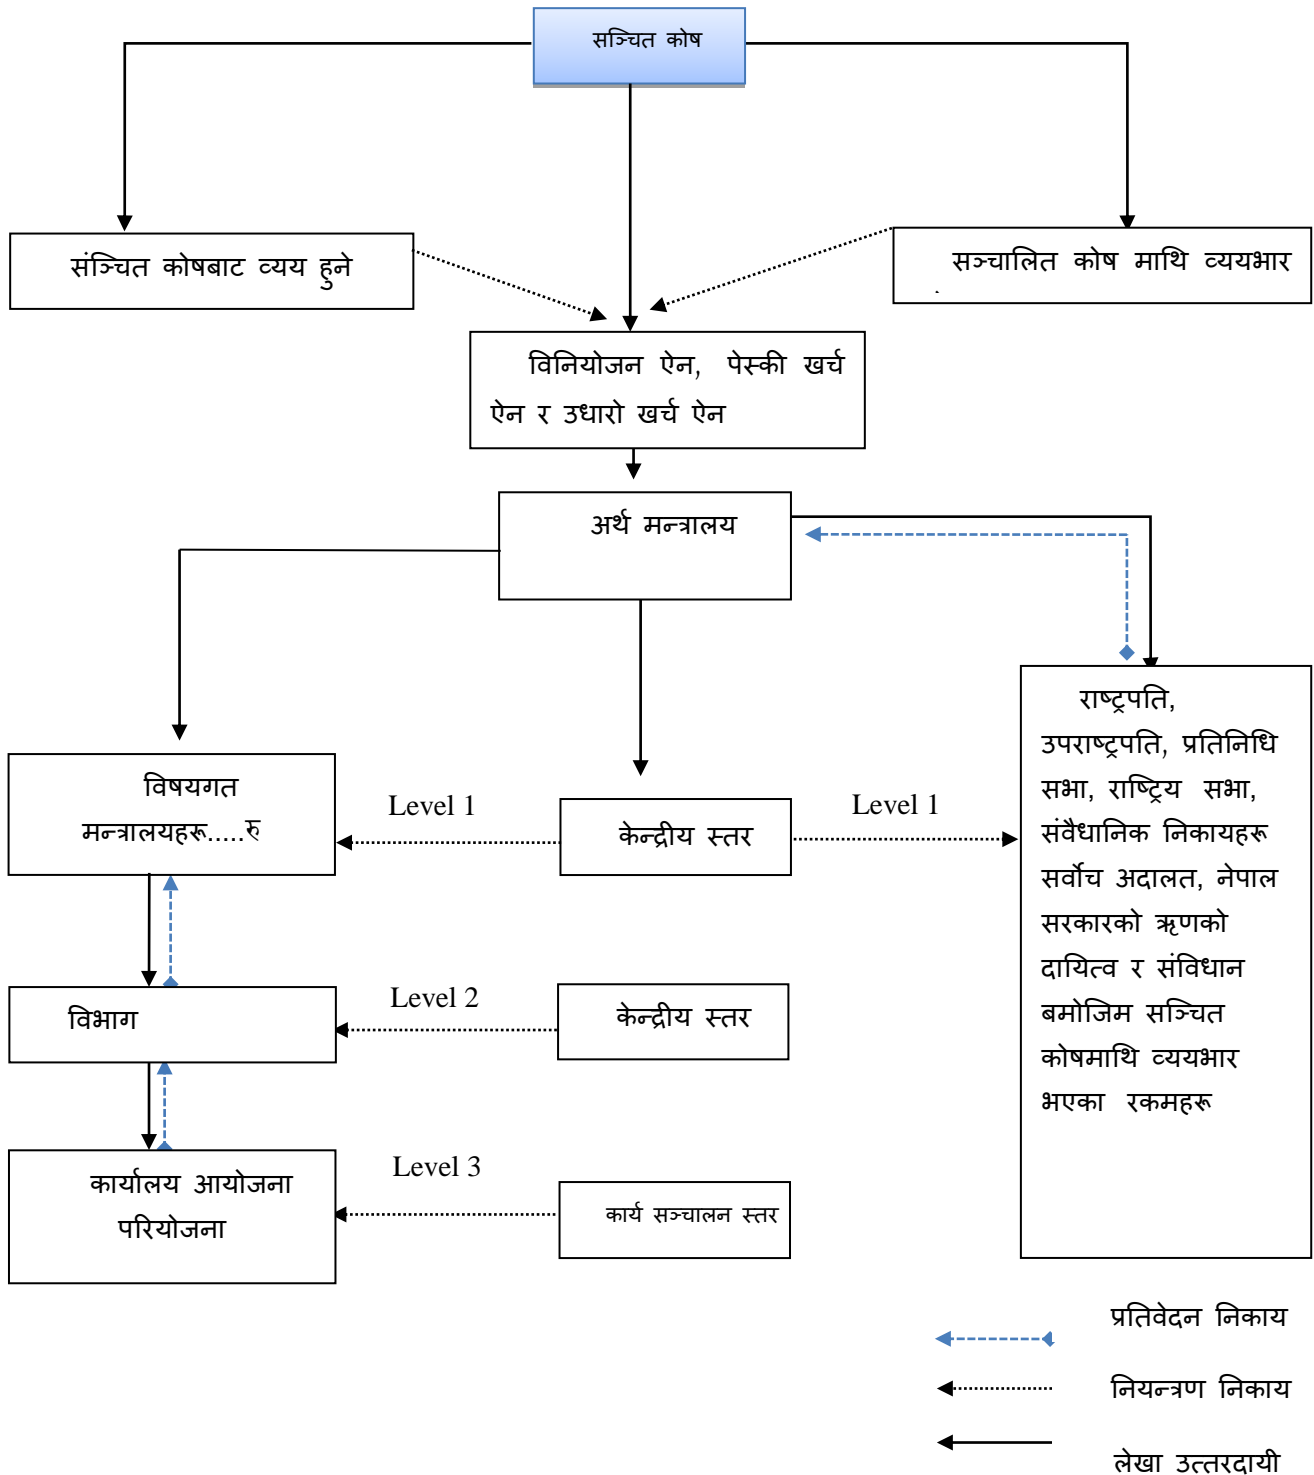 सञ्चित कोष
संञ्चित कोषबाट व्यय हुने
सञ्चालित कोष माथि व्ययभार
विनियोजन ऐन, पेस्की खर्च
ऐन र उधारो खर्च ऐन
अर्थ मन्त्रालय
विषयगत
मन्त्रालयहरू.....रु
Level 1
केन्द्रीय स्तर
Level 1
राष्ट्रपति,
उपराष्ट्रपति, प्रतिनिधि
सभा, राष्ट्रिय सभा,
संवैधानिक निकायहरू
सर्वोच अदालत, नेपाल
सरकारको ऋणको
दायित्व र संविधान
बमोजिम सञ्चित
कोषमाथि व्ययभार
भएका रकमहरू
विभाग
Level 2
केन्द्रीय स्तर
कार्यालय आयोजना
परियोजना
Level 3
कार्य सञ्चालन स्तर
प्रतिवेदन निकाय
नियन्त्रण निकाय
लेखा उत्तरदायी